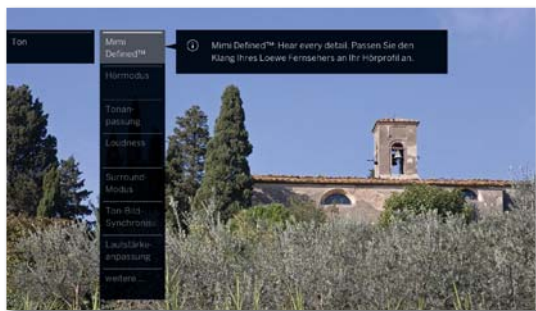 Ton
Mimi
Defined™
Mimi Defined™: Hear every detail. Passen Sie den
Klang Ihres Loewe Fernsehers an Ihr Hörprofil an.
Hörmodus
Tonan-
passung
Loudness
Surround-
Modus
Ton-Bild-
Synchronisa
Lautstärke-
anpassung
weitere...